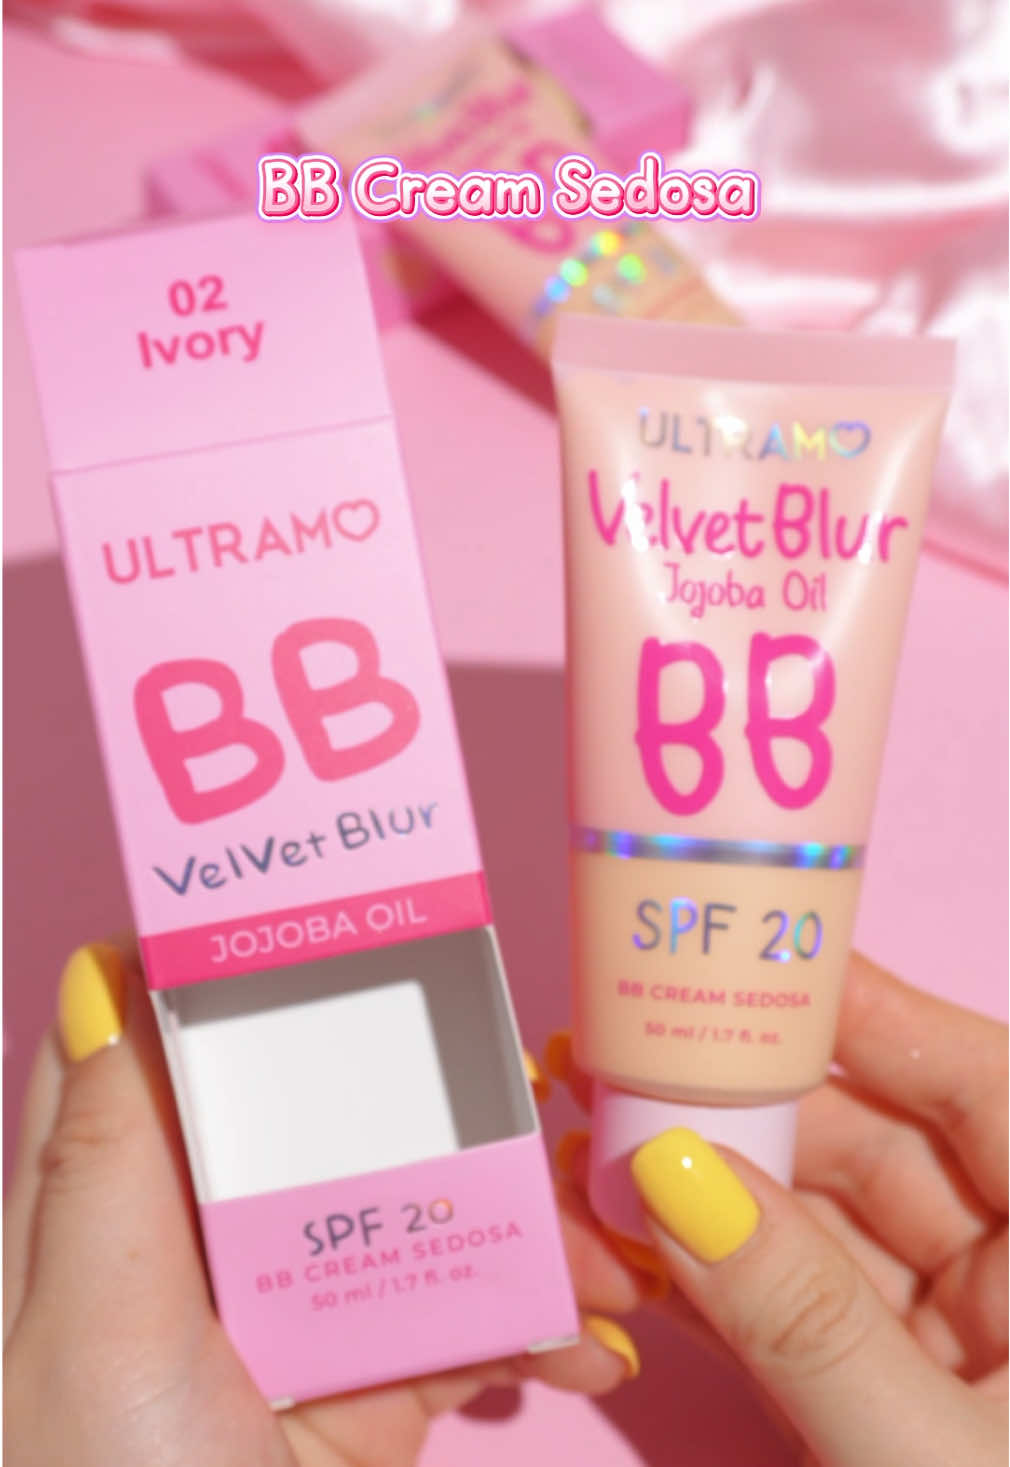 BB Cream Sedosa
02
Ivory
ULTRAMO
BB
VelVet Blur
JOJOBA OIL
SPF 20
BB CREAM SEDOSA
50 ml / 1.7 fl. oz.
ULTRAMO
VelvetBlur
Jojoba Oil
BB
SPF 20
BB CREAM SEDOSA
50 ml / 1.7 fl. oz.